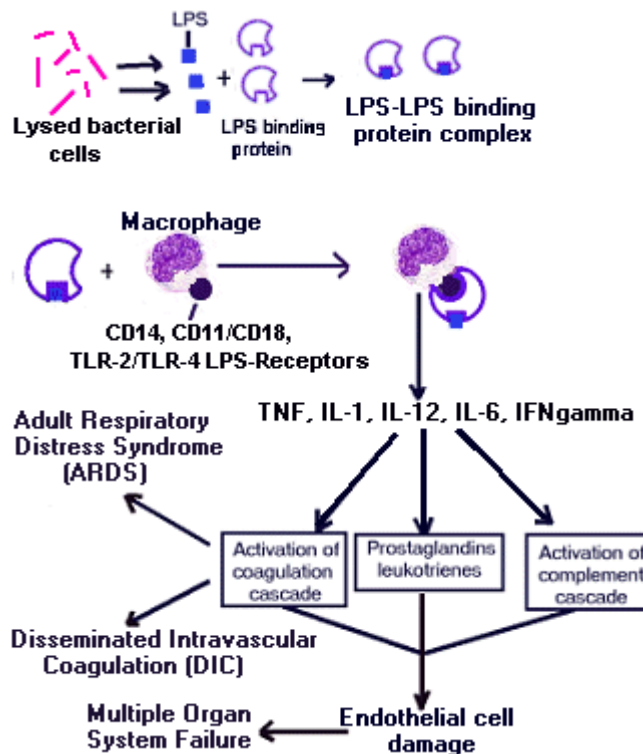 LPS
+
Lysed bacterial
cells
LPS binding
protein
LPS-LPS binding
protein complex
Macrophage
+
CD14, CD11/CD18,
TLR-2/TLR-4 LPS-Receptors
TNF, IL-1, IL-12, IL-6, IFNgamma
Adult Respiratory
Distress Syndrome
(ARDS)
Activation of
coagulation
cascade
Prostaglandins
leukotrienes
Activation of
complement
cascade
Disseminated Intravascular
Coagulation (DIC)
Multiple Organ
System Failure
Endothelial cell
damage